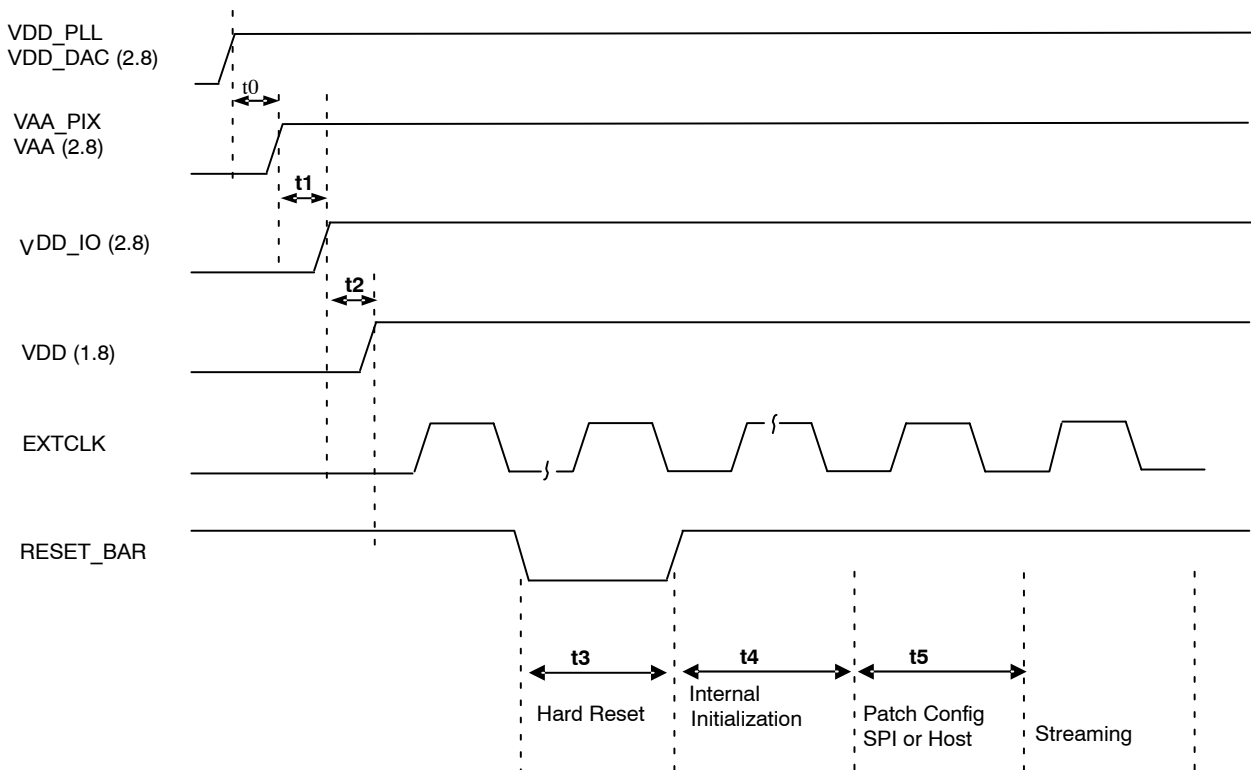 VDD_PLL
VDD_DAC (2.8)
t0
VAA_PIX
VAA (2.8)
t1
VDD_IO (2.8)
t2
VDD (1.8)
EXTCLK
RESET_BAR
t3
t4
t5
Hard Reset
Internal
Initialization
Patch Config
SPI or Host
Streaming